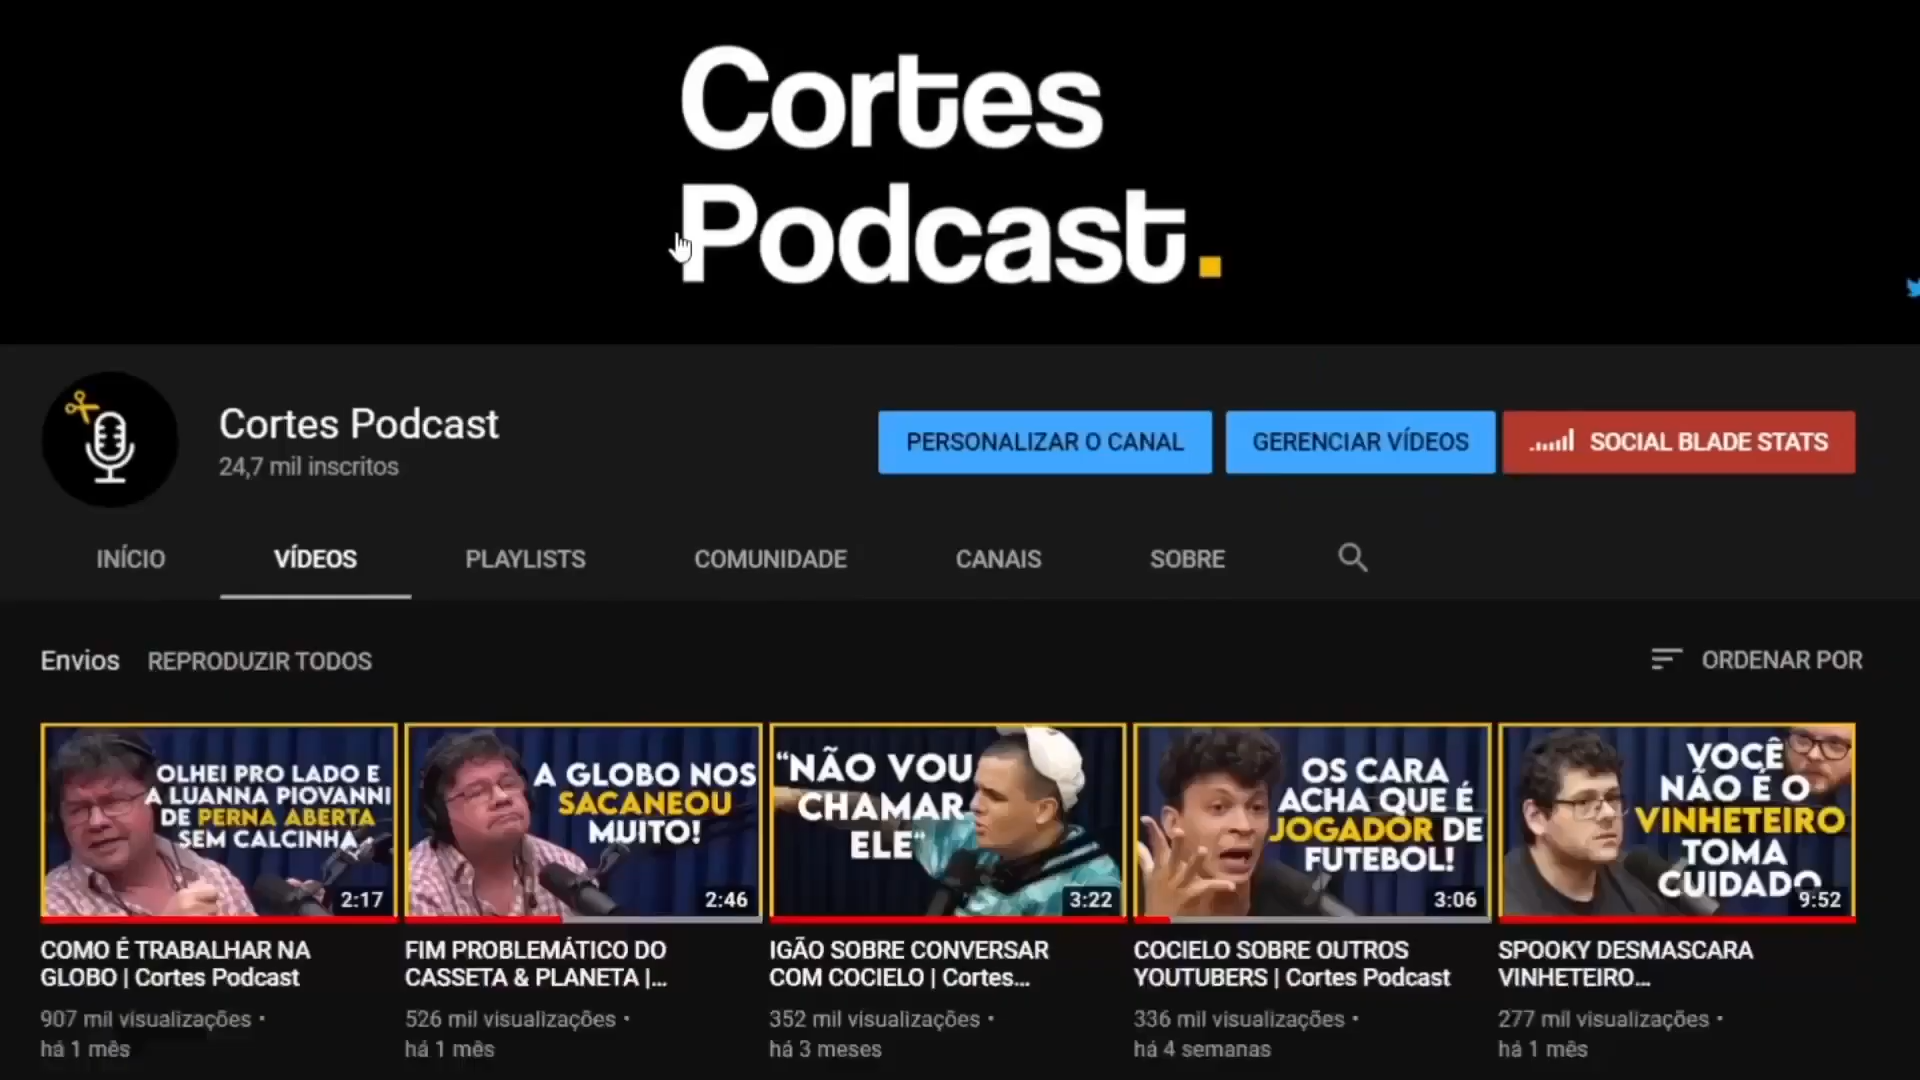 Cortes
Podcast.
Cortes Podcast
24,7 mil inscritos
PERSONALIZAR O CANAL
GERENCIAR VÍDEOS
SOCIAL BLADE STATS
INÍCIO
VÍDEOS
PLAYLISTS
COMUNIDADE
CANAIS
SOBRE
Envios
REPRODUZIR TODOS
ORDENAR POR
OLHEI PRO LADO E
A LUANNA PIOVANNI
DE PERNA ABERTA
SEM CALCINHA
2:17
COMO É TRABALHAR NA
GLOBO | Cortes Podcast
907 mil visualizações •
há 1 mês
A GLOBO NOS
SACANEOU
MUITO!
2:46
FIM PROBLEMÁTICO DO
CASSETA & PLANETA |...
526 mil visualizações •
há 1 mês
“NÃO VOU
CHAMAR
ELE“
3:22
IGÃO SOBRE CONVERSAR
COM COCIELO | Cortes...
352 mil visualizações •
há 3 meses
OS CARA
ACHA QUE É
JOGADOR DE
FUTEBOL!
3:06
COCIELO SOBRE OUTROS
YOUTUBERS | Cortes Podcast
336 mil visualizações •
há 4 semanas
VOCÊ
NÃO É O
VINHETEIRO
TOMA
CUIDADO
9:52
SPOOKY DESMASCARA
VINHETEIRO...
277 mil visualizações •
há 1 mês